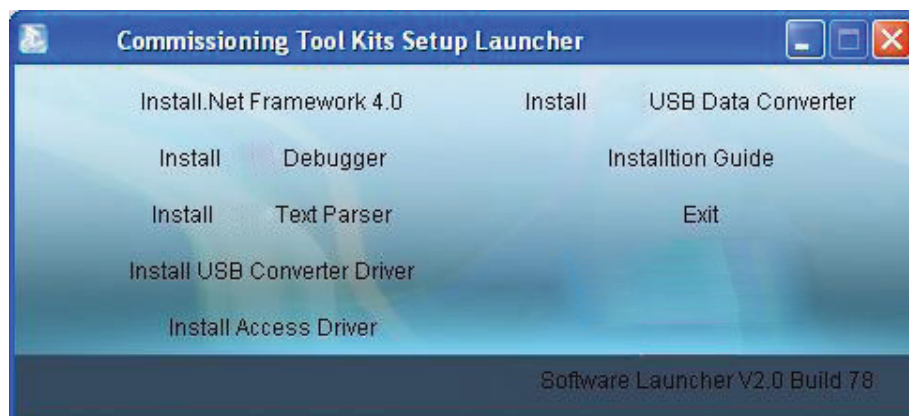 Commissioning Tool Kits Setup Launcher
Install.Net Framework 4.0
Install USB Data Converter
Install Debugger
Installtion Guide
Install Text Parser
Exit
Install USB Converter Driver
Install Access Driver
Software Launcher V2.0 Build 78